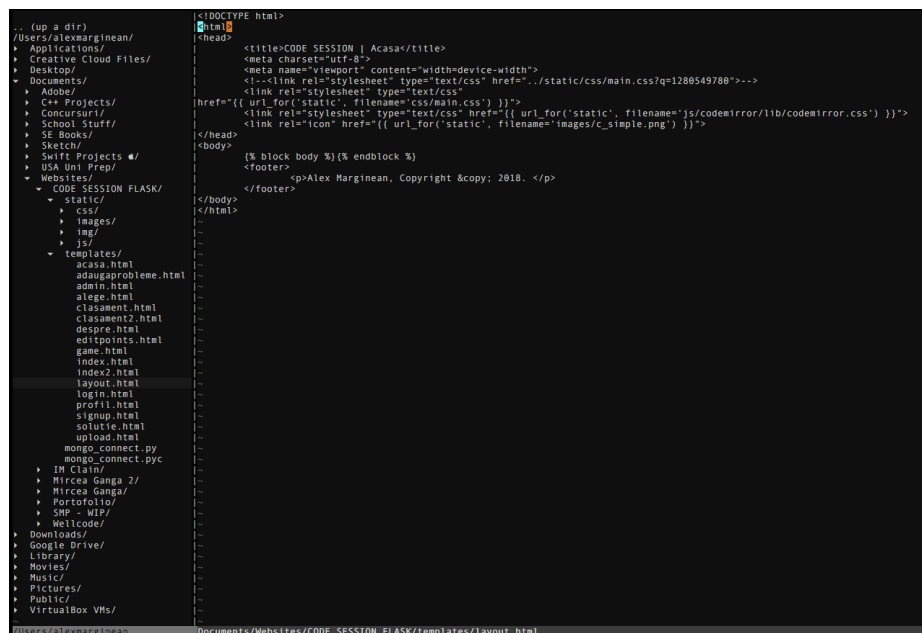 .. (up a dir)
/Users/alexmarginean/
▸ Applications/
▸ Creative Cloud Files/
▸ Desktop/
▾ Documents/
▸ Adobe/
▸ C++ Projects/
▸ Concursuri/
▸ School Stuff/
▸ SE Books/
▸ Sketch/
▸ Swift Projects /
▸ USA Uni Prep/
▾ Websites/
▾ CODE SESSION FLASK/
▾ static/
▸ css/
▸ images/
▸ img/
▸ js/
▾ templates/
acasa.html
adaugaprobleme.html
admin.html
alege.html
clasament.html
clasament2.html
despre.html
editpoints.html
game.html
index.html
index2.html
layout.html
login.html
profil.html
signup.html
solutie.html
upload.html
mongo_connect.py
mongo_connect.pyc
▸ IM Clain/
▸ Mircea Ganga 2/
▸ Mircea Ganga/
▸ Portofolio/
▸ SMP - WIP/
▸ Wellcode/
▸ Downloads/
▸ Google Drive/
▸ Library/
▸ Movies/
▸ Music/
▸ Pictures/
▸ Public/
▸ VirtualBox VMs/
/Users/alexmarginean
<!DOCTYPE html>
<html>
<head>
<title>CODE SESSION | Acasa</title>
<meta charset="utf-8">
<meta name="viewport" content="width=device-width">
<!--<link rel="stylesheet" type="text/css" href="../static/css/main.css?q=1280549780">-->
<link rel="stylesheet" type="text/css"
href="{{ url_for('static', filename='css/main.css') }}">
<link rel="stylesheet" type="text/css" href="{{ url_for('static', filename='js/codemirror/lib/codemirror.css') }}">
<link rel="icon" href="{{ url_for('static', filename='images/c_simple.png') }}">
</head>
<body>
{% block body %}{% endblock %}
<footer>
<p>Alex Marginean, Copyright &copy; 2018. </p>
</footer>
</body>
</html>
Documents/Websites/CODE SESSION FLASK/templates/layout.html